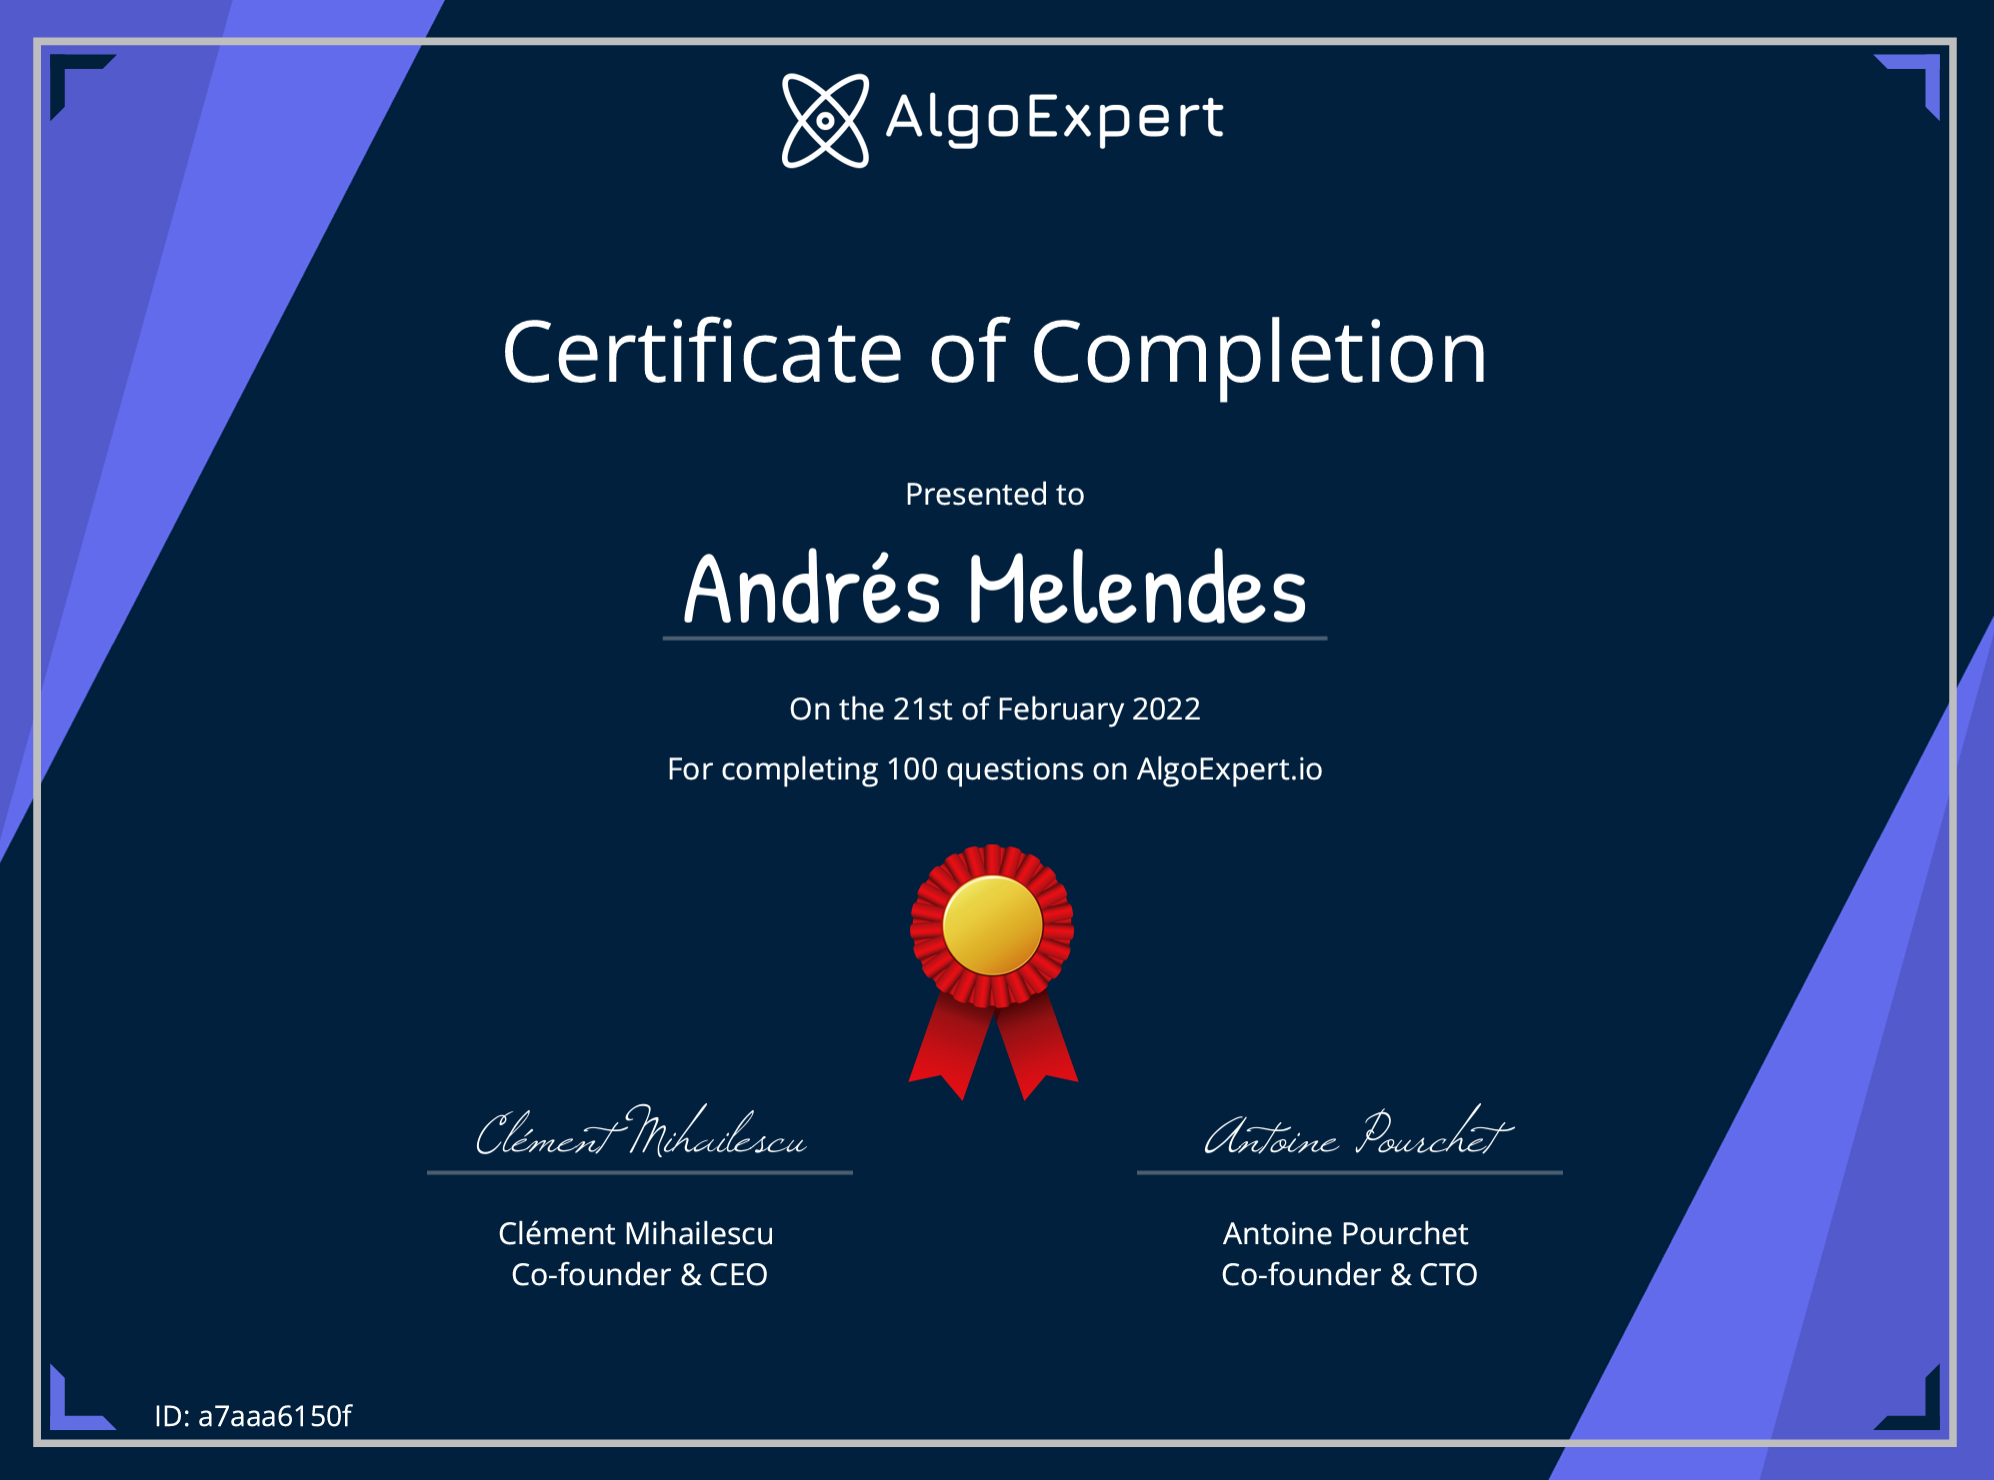 AlgoExpert
Certificate of Completion
Presented to
Andrés Melendes
On the 21st of February 2022
For completing 100 questions on AlgoExpert.io
Clément Mihailescu
Antoine Pourchet
Clément Mihailescu
Co-founder & CEO
Antoine Pourchet
Co-founder & CTO
ID: a7aaa6150f